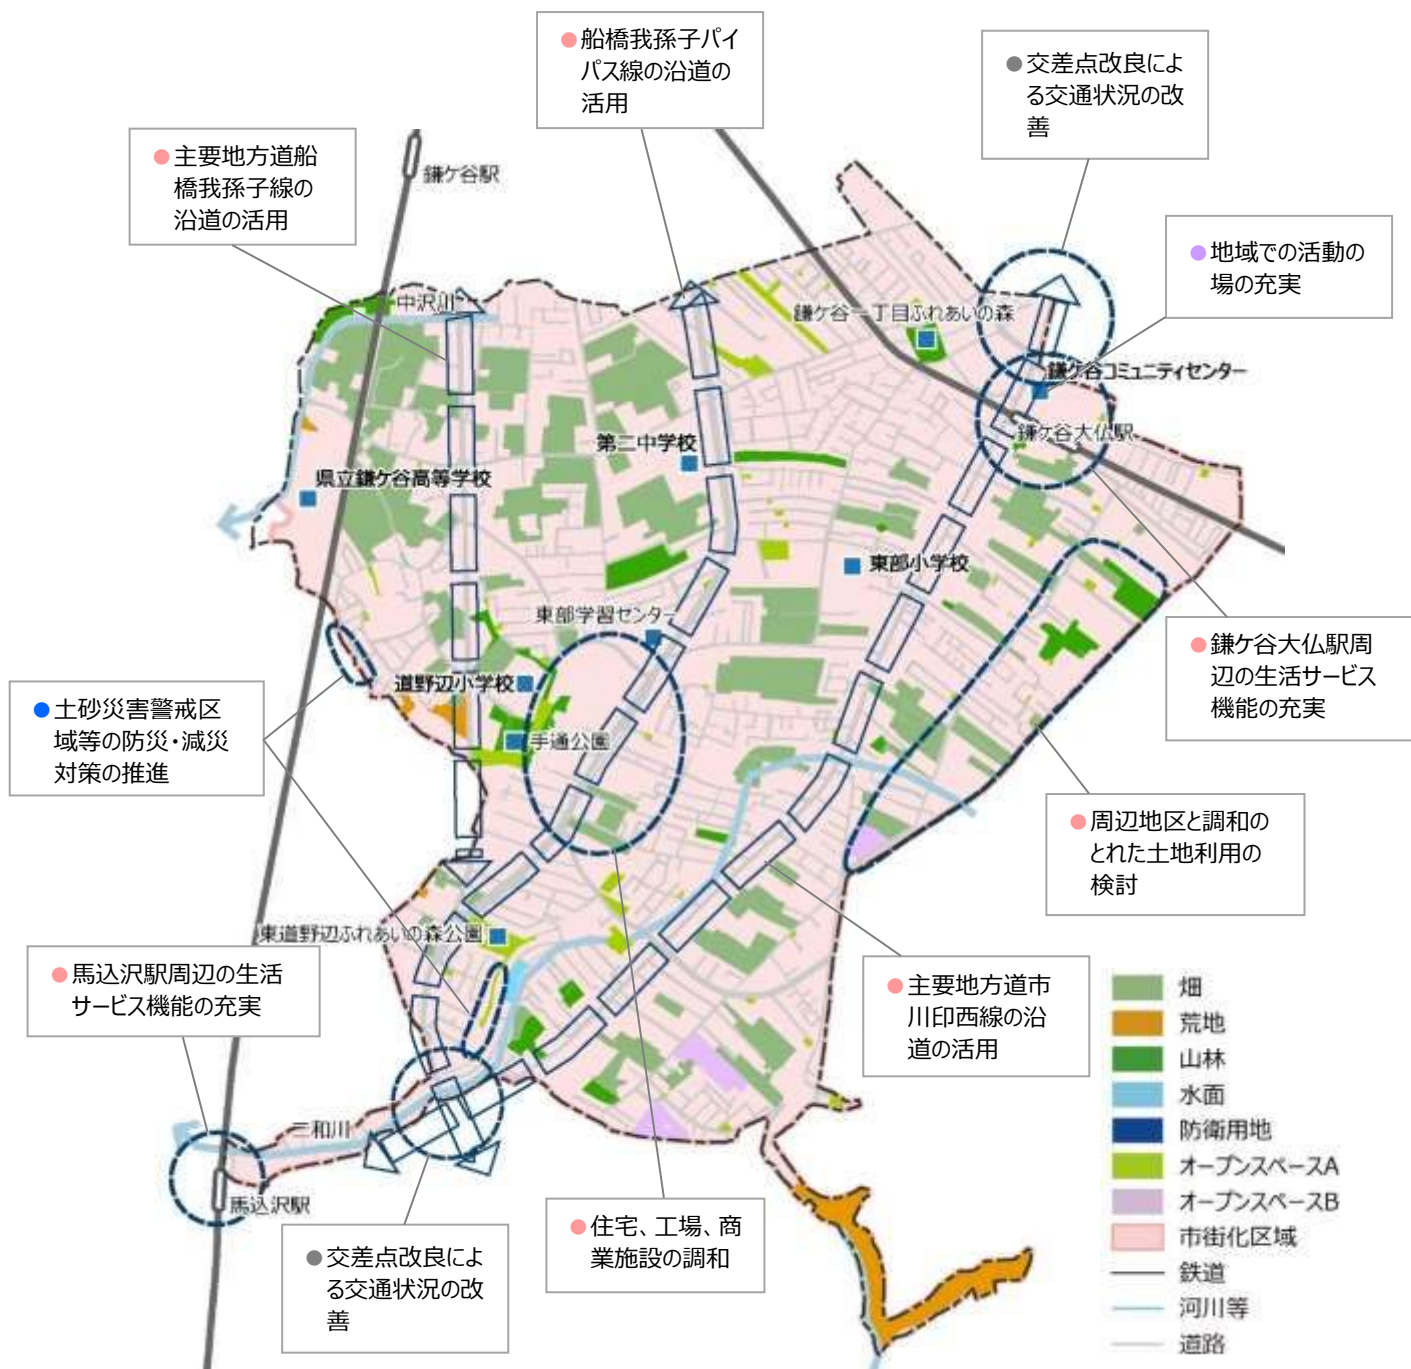 ●船橋我孫子バイ
パス線の沿道の
活用
●交差点改良によ
る交通状況の改
善
●主要地方道船
橋我孫子線の
沿道の活用
鎌ケ谷駅
●地域での活動の
場の充実
中沢川
鎌ケ谷一丁目ふれあいの森
鎌ケ谷コミュニティセンター
鎌ケ谷大仏駅
第二中学校
県立鎌ケ谷高等学校
東部小学校
東部学習センター
●鎌ケ谷大仏駅周
辺の生活サービス
機能の充実
道野辺小学校
●土砂災害警戒区
域等の防災・減災
対策の推進
手通公園
●周辺地区と調和の
とれた土地利用の
検討
東道野辺ふれあいの森公園
●馬込沢駅周辺の生活
サービス機能の充実
●主要地方道市
川印西線の沿
道の活用
二和川
馬込沢駅
●住宅、工場、商
業施設の調和
●交差点改良によ
る交通状況の改
善
畑
荒地
山林
水面
防衛用地
オープンスペースA
オープンスペースB
市街化区域
鉄道
河川等
道路